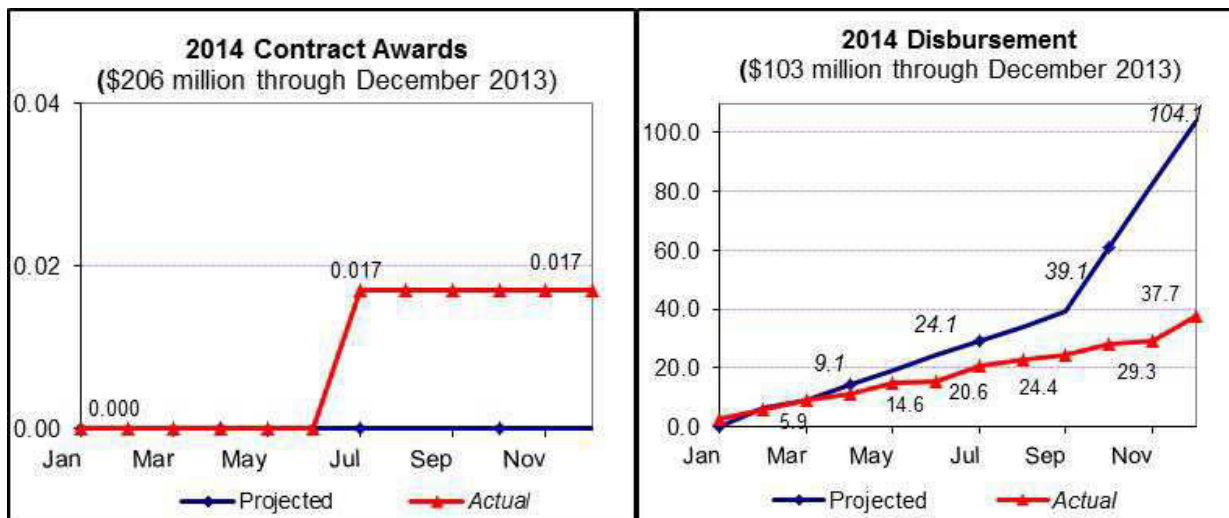 2014 Contract Awards
($206 million through December 2013)
0.04
0.02
0.00
0.000
0.017
0.017
Jan Mar May Jul Sep Nov
Projected Actual
2014 Disbursement
($103 million through December 2013)
100.0
80.0
60.0
40.0
20.0
0.0
104.1
39.1
37.7
24.1
9.1
5.9
14.6
20.6
24.4
29.3
Jan Mar May Jul Sep Nov
Projected Actual